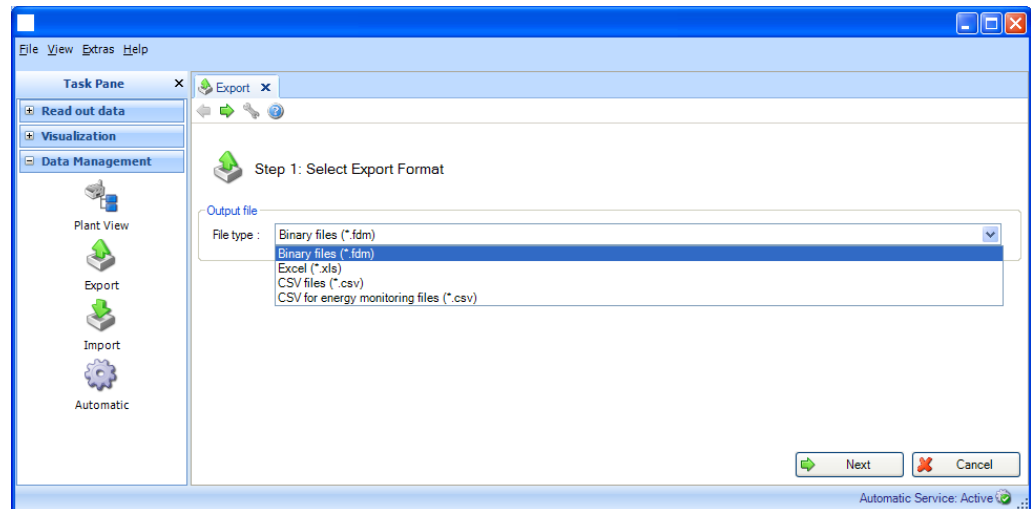 File View Extras Help
Task Pane
Export
Read out data
Visualization
Data Management
Step 1: Select Export Format
Plant View
Output file
File type : Binary files (*.fdm)
Binary files (*.fdm)
Excel (*.xls)
CSV files (*.csv)
CSV for energy monitoring files (*.csv)
Export
Import
Automatic
Next Cancel
Automatic Service: Active